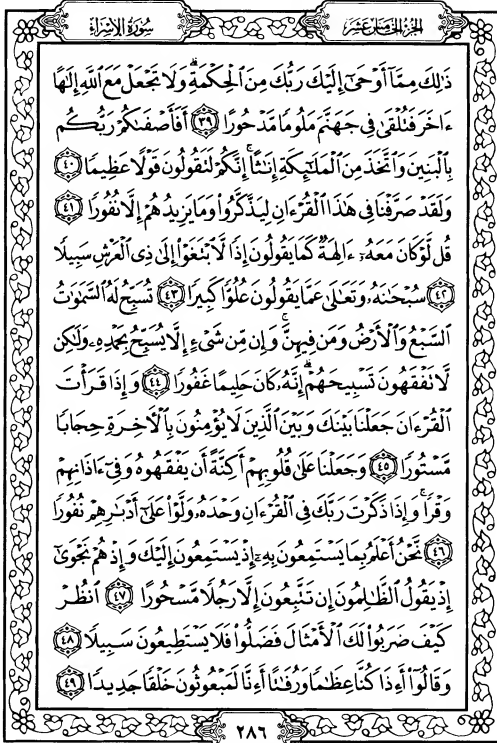 الجزء الخامس عشر
سورة الإسراء
ذَٰلِكَ مِمَّآ أَوْحَىٰٓ إِلَيْكَ رَبُّكَ مِنَ ٱلْحِكْمَةِ ۗ وَلَا تَجْعَلْ مَعَ ٱللَّهِ إِلَٰهًا
ءَاخَرَ فَتُلْقَىٰ فِى جَهَنَّمَ مَلُومًا مَّدْحُورًا ۝٣٩ أَفَأَصْفَىٰكُمْ رَبُّكُم
بِٱلْبَنِينَ وَٱتَّخَذَ مِنَ ٱلْمَلَٰٓئِكَةِ إِنَٰثًا ۚ إِنَّكُمْ لَتَقُولُونَ قَوْلًا عَظِيمًا ۝٤٠
وَلَقَدْ صَرَّفْنَا فِى هَٰذَا ٱلْقُرْءَانِ لِيَذَّكَّرُوا۟ وَمَا يَزِيدُهُمْ إِلَّا نُفُورًا ۝٤١
قُل لَّوْ كَانَ مَعَهُۥٓ ءَالِهَةٌ كَمَا يَقُولُونَ إِذًا لَّٱبْتَغَوْا۟ إِلَىٰ ذِى ٱلْعَرْشِ سَبِيلًا
۝٤٢ سُبْحَٰنَهُۥ وَتَعَٰلَىٰ عَمَّا يَقُولُونَ عُلُوًّا كَبِيرًا ۝٤٣ تُسَبِّحُ لَهُ ٱلسَّمَٰوَٰتُ
ٱلسَّبْعُ وَٱلْأَرْضُ وَمَن فِيهِنَّ ۚ وَإِن مِّن شَىْءٍ إِلَّا يُسَبِّحُ بِحَمْدِهِۦ وَلَٰكِن
لَّا تَفْقَهُونَ تَسْبِيحَهُمْ ۗ إِنَّهُۥ كَانَ حَلِيمًا غَفُورًا ۝٤٤ وَإِذَا قَرَأْتَ
ٱلْقُرْءَانَ جَعَلْنَا بَيْنَكَ وَبَيْنَ ٱلَّذِينَ لَا يُؤْمِنُونَ بِٱلْءَاخِرَةِ حِجَابًا
مَّسْتُورًا ۝٤٥ وَجَعَلْنَا عَلَىٰ قُلُوبِهِمْ أَكِنَّةً أَن يَفْقَهُوهُ وَفِىٓ ءَاذَانِهِمْ
وَقْرًا ۚ وَإِذَا ذَكَرْتَ رَبَّكَ فِى ٱلْقُرْءَانِ وَحْدَهُۥ وَلَّوْا۟ عَلَىٰٓ أَدْبَٰرِهِمْ نُفُورًا
۝٤٦ نَّحْنُ أَعْلَمُ بِمَا يَسْتَمِعُونَ بِهِۦٓ إِذْ يَسْتَمِعُونَ إِلَيْكَ وَإِذْ هُمْ نَجْوَىٰٓ
إِذْ يَقُولُ ٱلظَّٰلِمُونَ إِن تَتَّبِعُونَ إِلَّا رَجُلًا مَّسْحُورًا ۝٤٧ ٱنظُرْ
كَيْفَ ضَرَبُوا۟ لَكَ ٱلْأَمْثَالَ فَضَلُّوا۟ فَلَا يَسْتَطِيعُونَ سَبِيلًا ۝٤٨
وَقَالُوٓا۟ أَءِذَا كُنَّا عِظَٰمًا وَرُفَٰتًا أَءِنَّا لَمَبْعُوثُونَ خَلْقًا جَدِيدًا ۝٤٩
٢٨٦